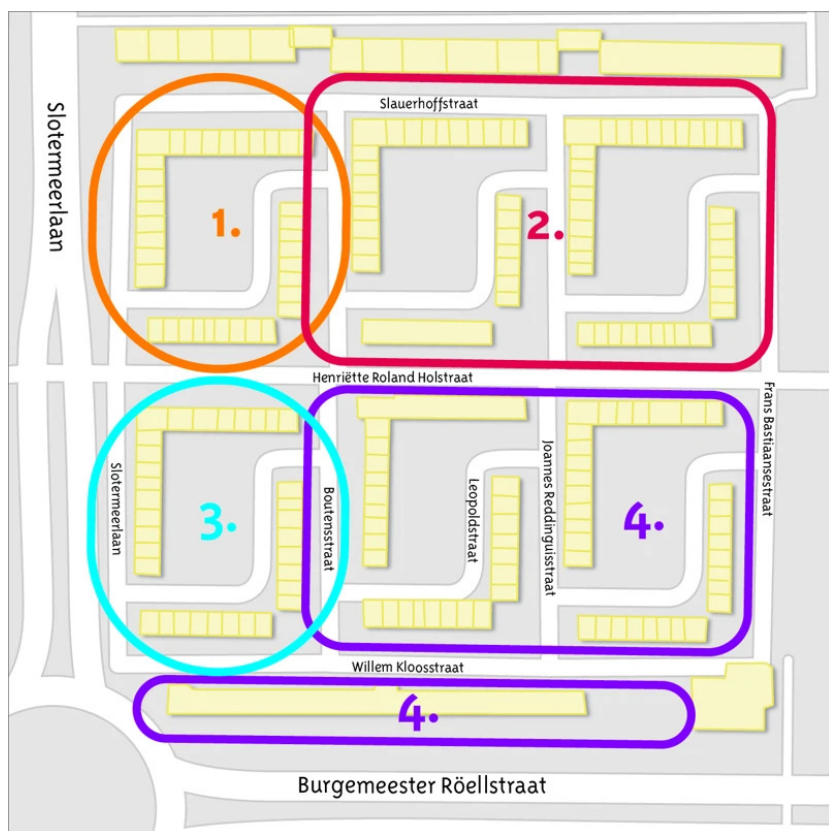 Slauerhoffstraat
Slotermeerlaan
1.
2.
Henriëtte Roland Holstraat
Frans Bastiaansestraat
Slotermeerlaan
3.
Boutensstraat
Leopoldstraat
Joannes Reddinguisstraat
4.
Willem Kloosstraat
4.
Burgemeester Röellstraat